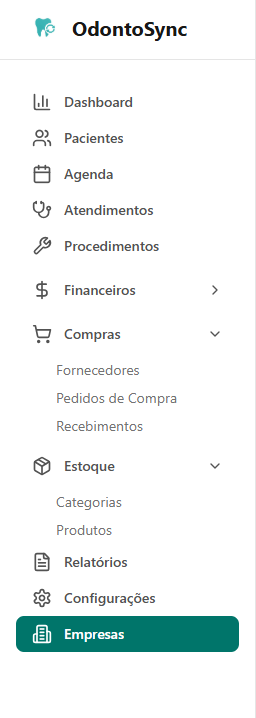 OdontoSync
Dashboard
Pacientes
Agenda
Atendimentos
Procedimentos
Financeiros
Compras
Fornecedores
Pedidos de Compra
Recebimentos
Estoque
Categorias
Produtos
Relatórios
Configurações
Empresas